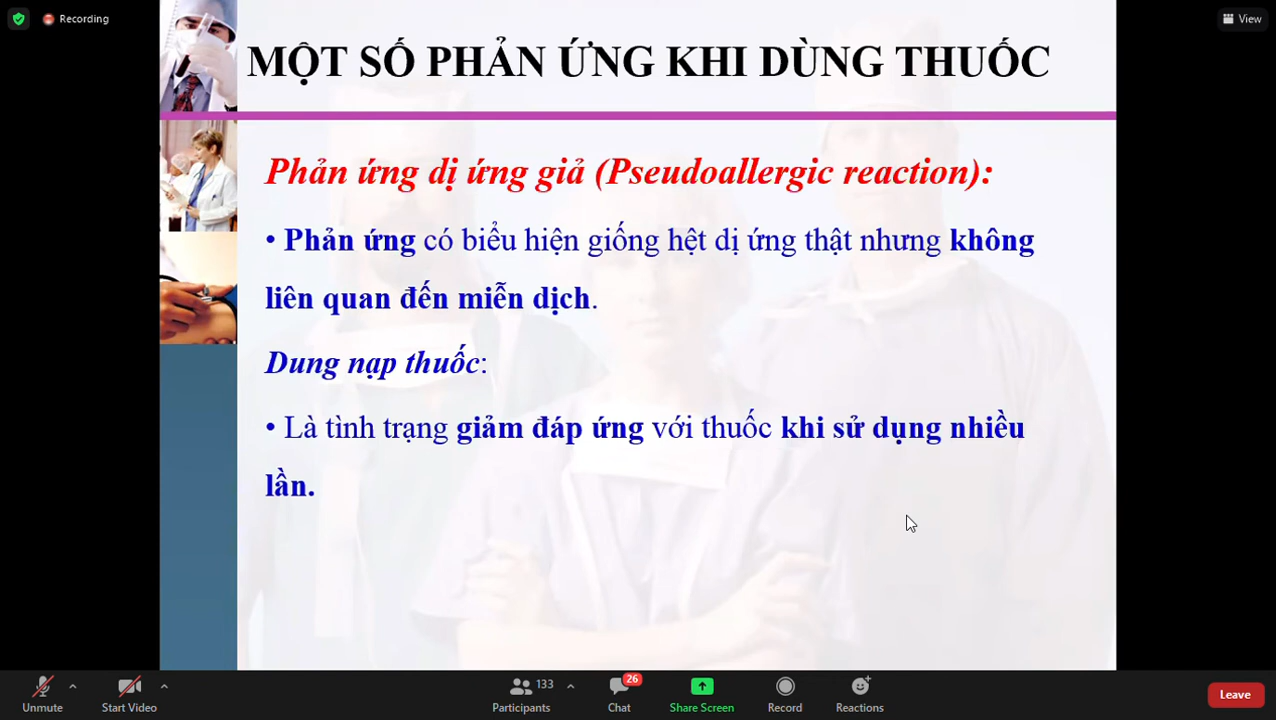 Recording
View
MỘT SỐ PHẢN ỨNG KHI DÙNG THUỐC
Phản ứng dị ứng giả (Pseudoallergic reaction):
• Phản ứng có biểu hiện giống hệt dị ứng thật nhưng không
liên quan đến miễn dịch.
Dung nạp thuốc:
• Là tình trạng giảm đáp ứng với thuốc khi sử dụng nhiều
lần.
133
26
Unmute
Start Video
Participants
Chat
Share Screen
Record
Reactions
Leave